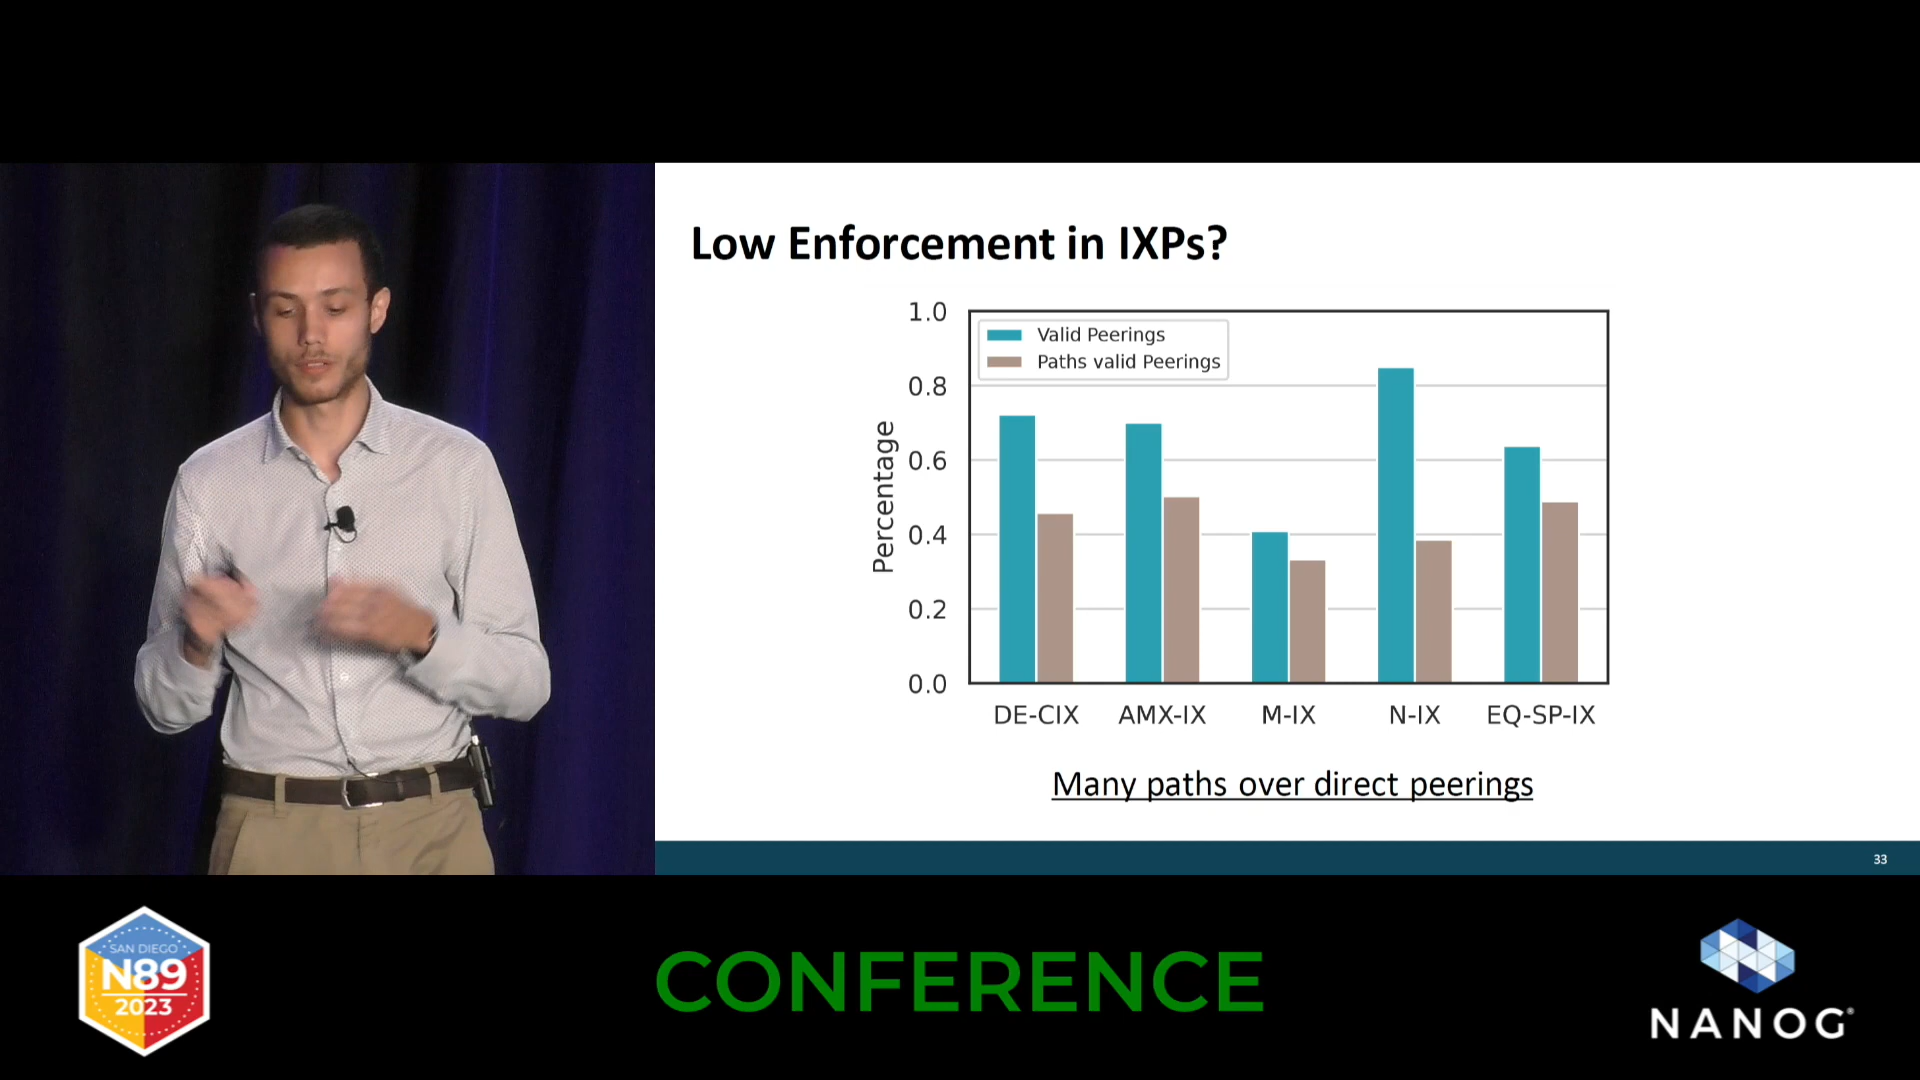 Low Enforcement in IXPs?
1.0
0.8
0.6
0.4
0.2
0.0
Percentage
Valid Peerings
Paths valid Peerings
DE-CIX AMX-IX M-IX N-IX EQ-SP-IX
Many paths over direct peerings
33
SAN DIEGO
N89
2023
CONFERENCE
NANOG®